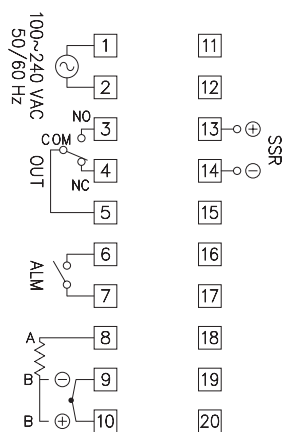 100~240 VAC
50/60 Hz
1
2
NO
3
COM
4
NC
OUT
5
6
ALM
7
A
8
B ⊖ 9
B ⊕ 10
11
12
13 ⊕
SSR
14 ⊖
15
16
17
18
19
20